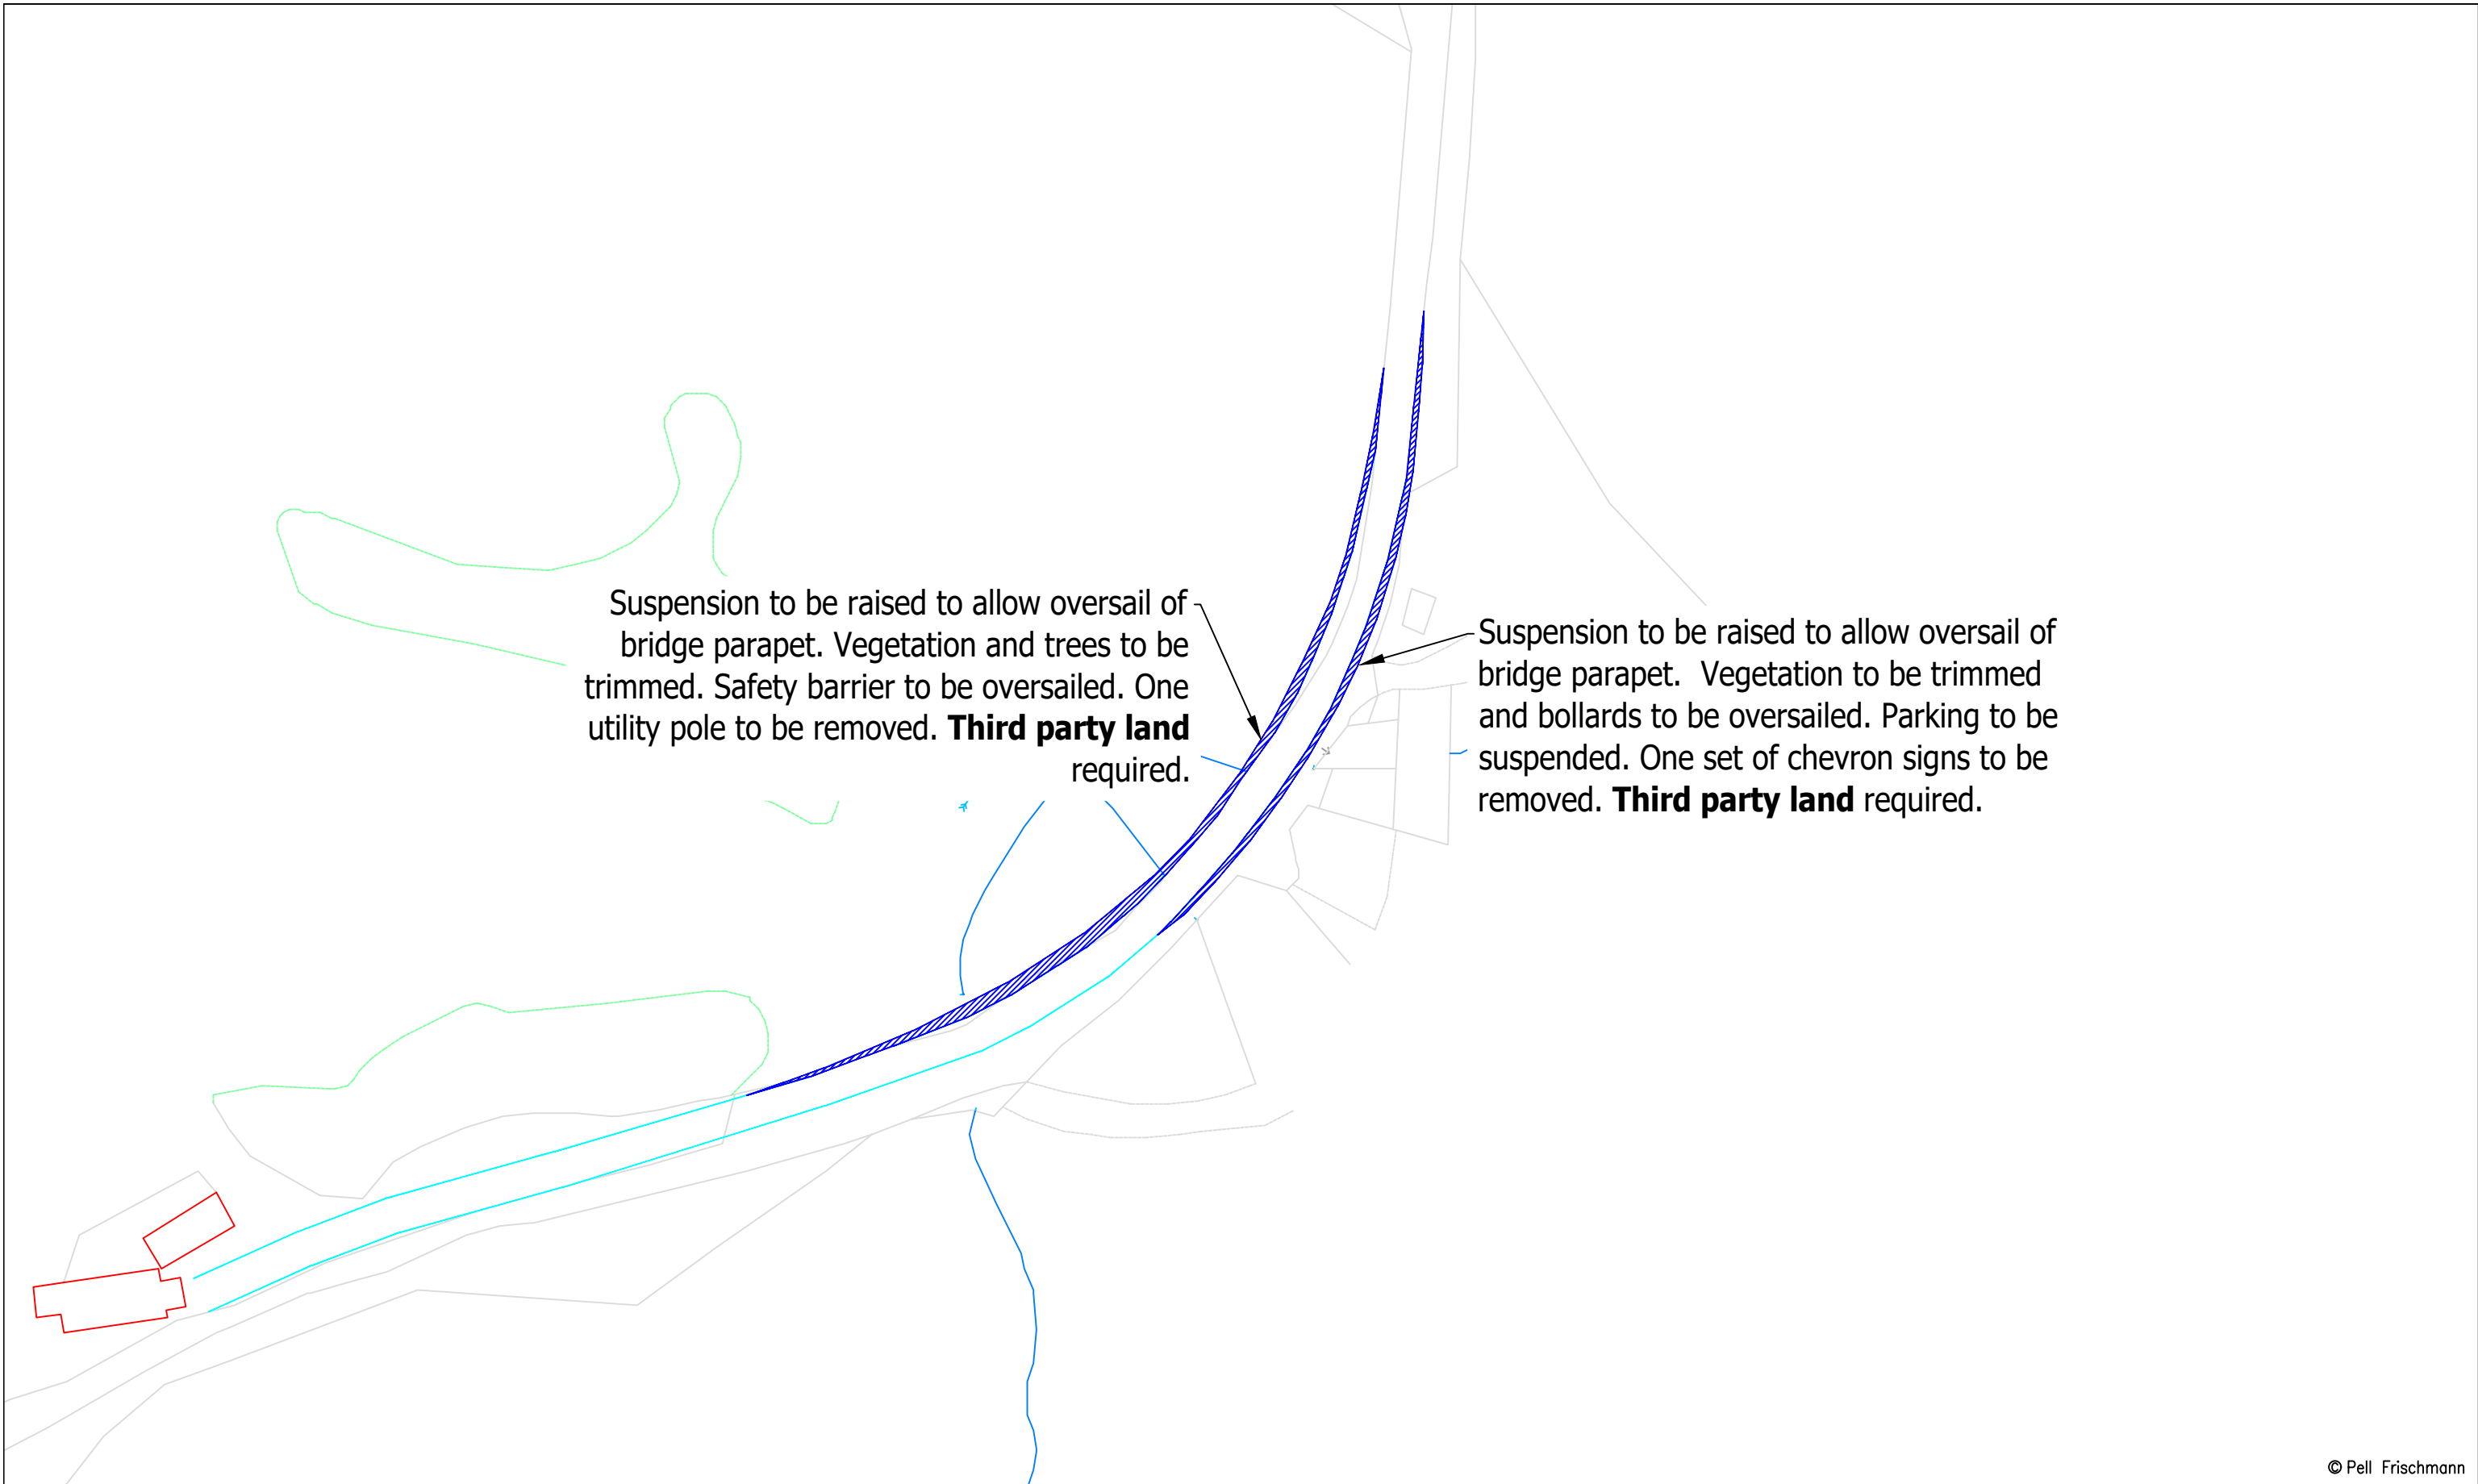 Suspension to be raised to allow oversail of
bridge parapet. Vegetation and trees to be
trimmed. Safety barrier to be oversailed. One
utility pole to be removed. Third party land
required.
Suspension to be raised to allow oversail of
bridge parapet.  Vegetation to be trimmed
and bollards to be oversailed. Parking to be
suspended. One set of chevron signs to be
removed. Third party land required.
© Pell Frischmann